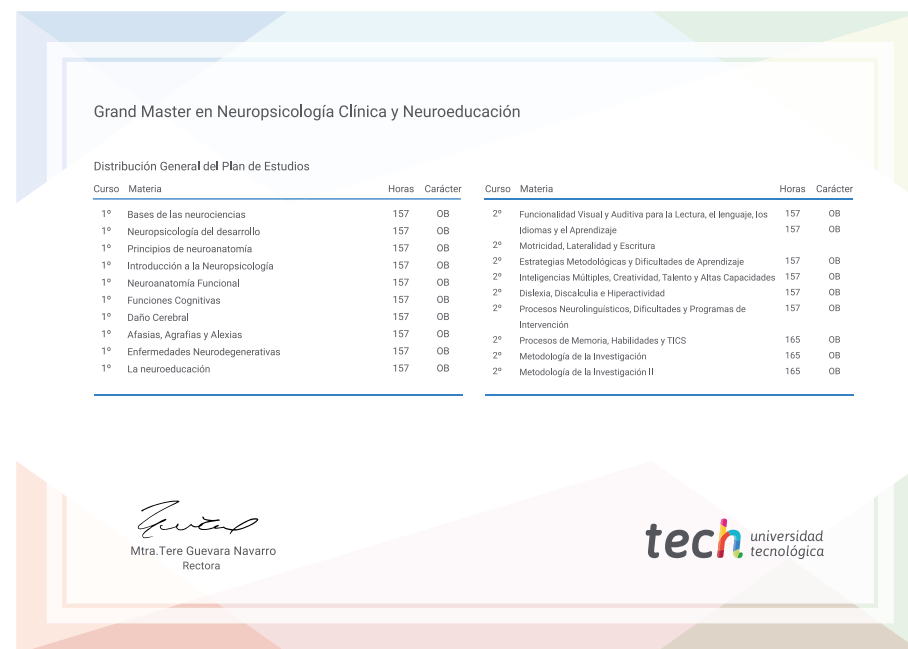 Grand Master en Neuropsicología Clínica y Neuroeducación
Distribución General del Plan de Estudios
Curso Materia Horas Carácter
1º Bases de las neurociencias 157 OB
1º Neuropsicología del desarrollo 157 OB
1º Principios de neuroanatomía 157 OB
1º Introducción a la Neuropsicología 157 OB
1º Neuroanatomía Funcional 157 OB
1º Funciones Cognitivas 157 OB
1º Daño Cerebral 157 OB
1º Afasias, Agrafias y Alexias 157 OB
1º Enfermedades Neurodegenerativas 157 OB
1º La neuroeducación 157 OB
Curso Materia Horas Carácter
2º Funcionalidad Visual y Auditiva para la Lectura, el lenguaje, los 157 OB
Idiomas y el Aprendizaje 157 OB
2º Motricidad, Lateralidad y Escritura
2º Estrategias Metodológicas y Dificultades de Aprendizaje 157 OB
2º Inteligencias Múltiples, Creatividad, Talento y Altas Capacidades 157 OB
2º Dislexia, Discalculia e Hiperactividad 157 OB
2º Procesos Neurolinguísticos, Dificultades y Programas de 157 OB
Intervención
2º Procesos de Memoria, Habilidades y TICS 165 OB
2º Metodología de la Investigación 165 OB
2º Metodología de la Investigación II 165 OB
Mtra.Tere Guevara Navarro
Rectora
tech universidad
tecnológica